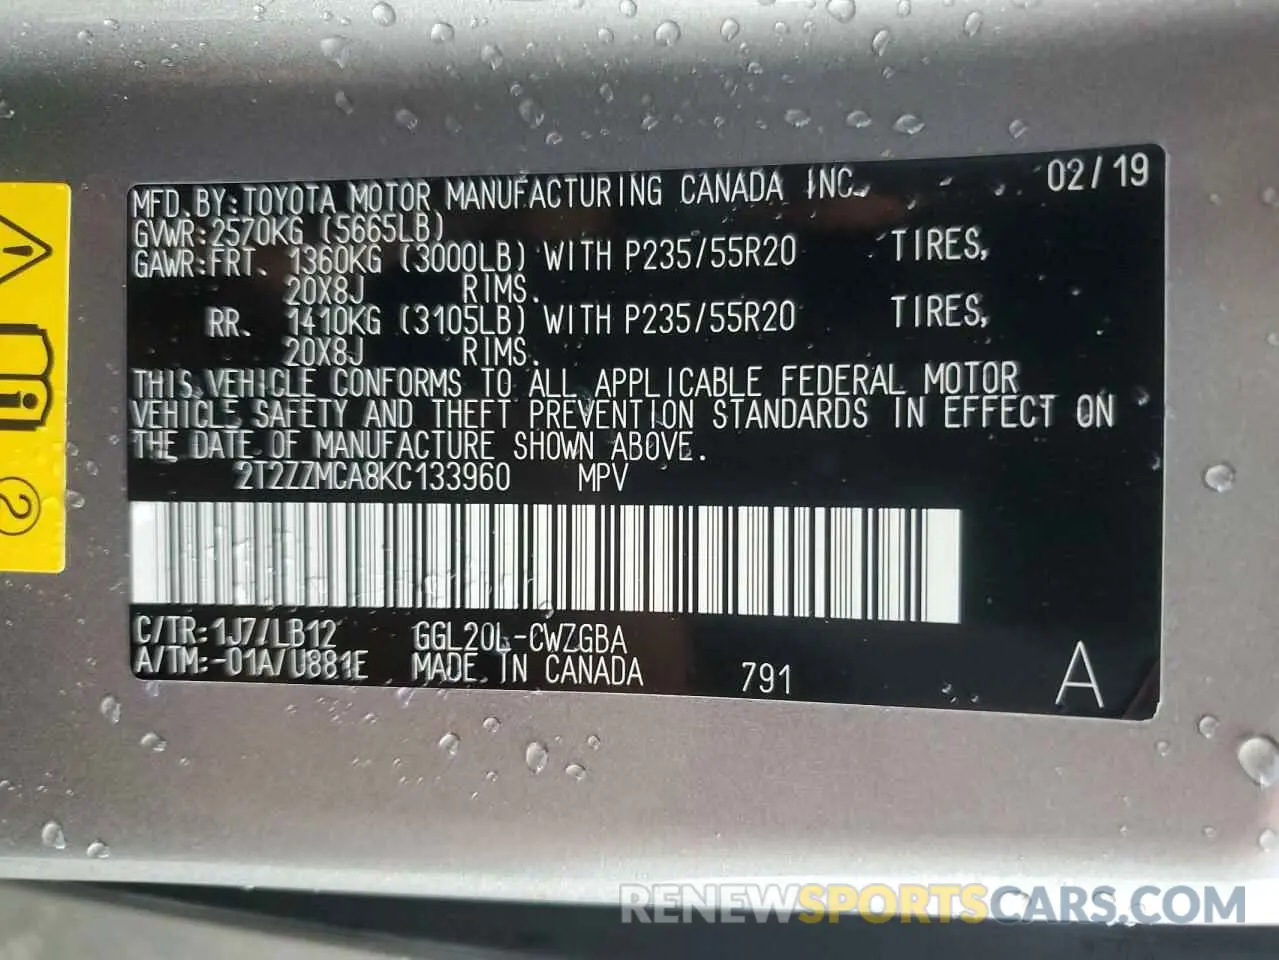 MFD.BY:TOYOTA MOTOR MANUFACTURING CANADA INC. 02/19
GVWR:2570KG (5665LB)
GAWR:FRT. 1360KG (3000LB) WITH P235/55R20 TIRES,
20X8J RIMS.
RR. 1410KG (3105LB) WITH P235/55R20 TIRES,
20X8J RIMS.
THIS VEHICLE CONFORMS TO ALL APPLICABLE FEDERAL MOTOR
VEHICLE SAFETY AND THEFT PREVENTION STANDARDS IN EFFECT ON
THE DATE OF MANUFACTURE SHOWN ABOVE.
2T2ZZMCA8KC133960 MPV
C/TR:1J7/LB12 GGL20L-CWZGBA
A/TM:-01A/U881E MADE IN CANADA 791 A
2
RENEWSPORTSCARS.COM